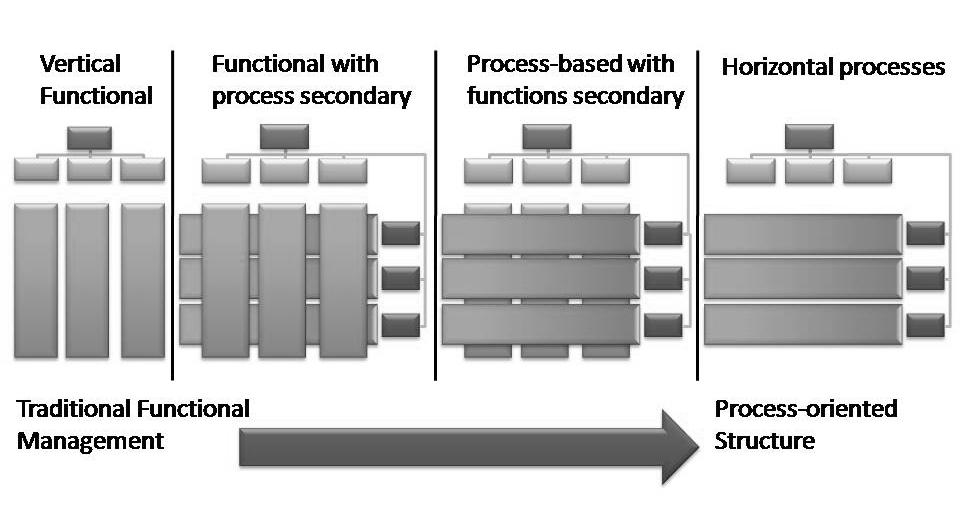 Vertical
Functional
Functional with
process secondary
Process-based with
functions secondary
Horizontal processes
Traditional Functional
Management
Process-oriented
Structure